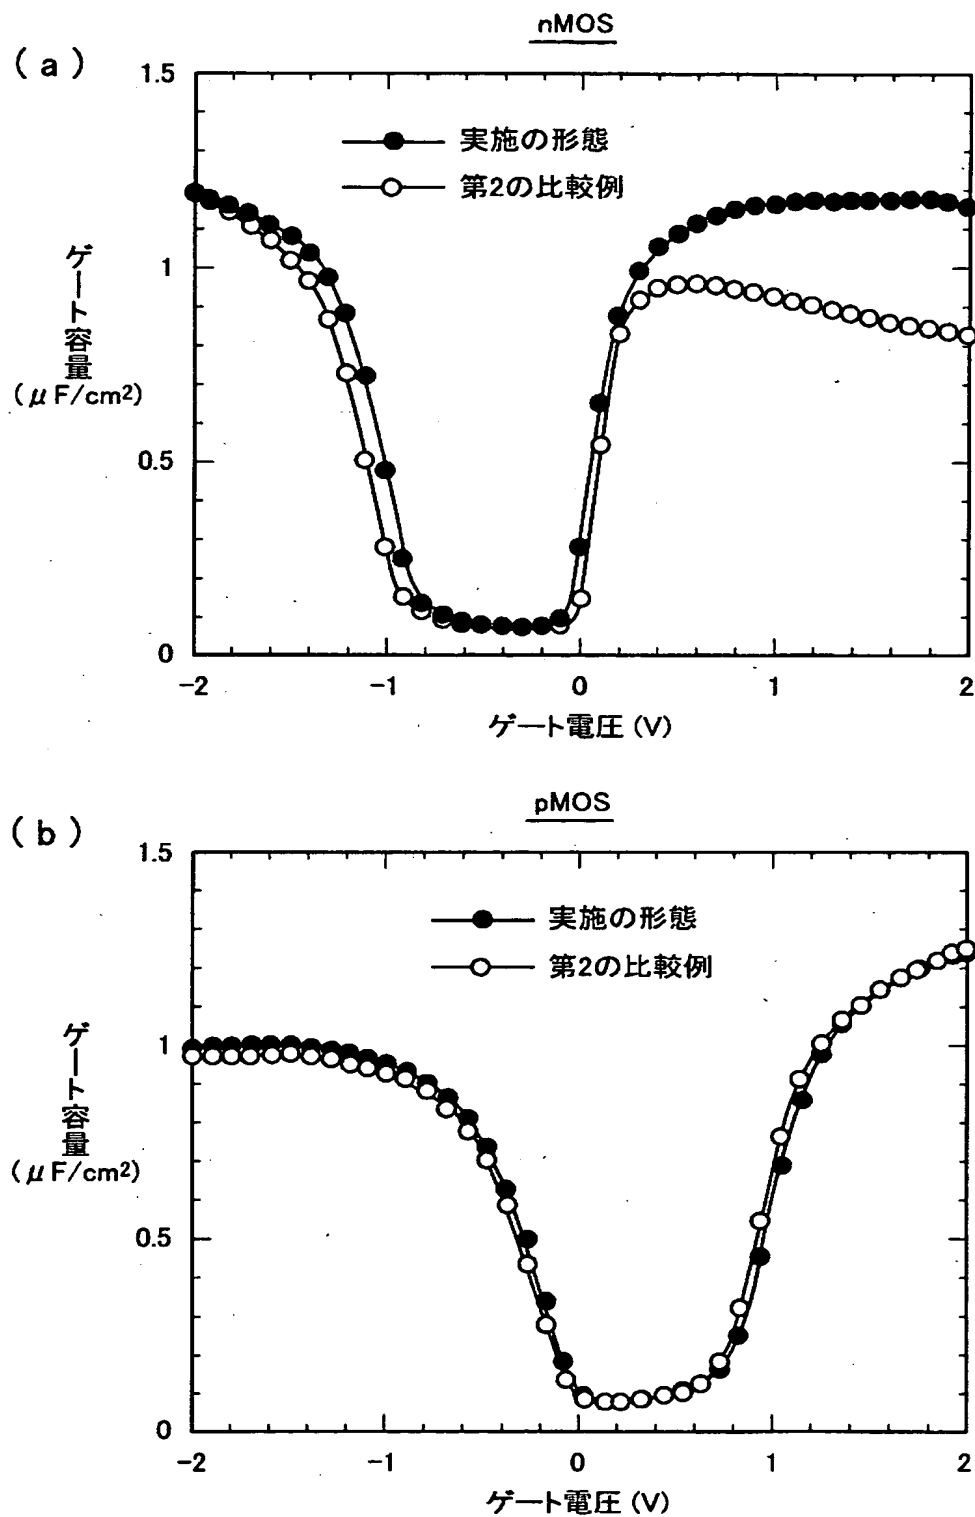 nMOS
(a)
1.5
実施の形態
第2の比較例
1
ゲート容量
(μF/cm2)
0.5
0
-2
-1
0
1
2
ゲート電圧(V)
pMOS
(b)
1.5
実施の形態
第2の比較例
1
ゲート容量
(μF/cm2)
0.5
0
-2
-1
0
1
2
ゲート電圧(V)